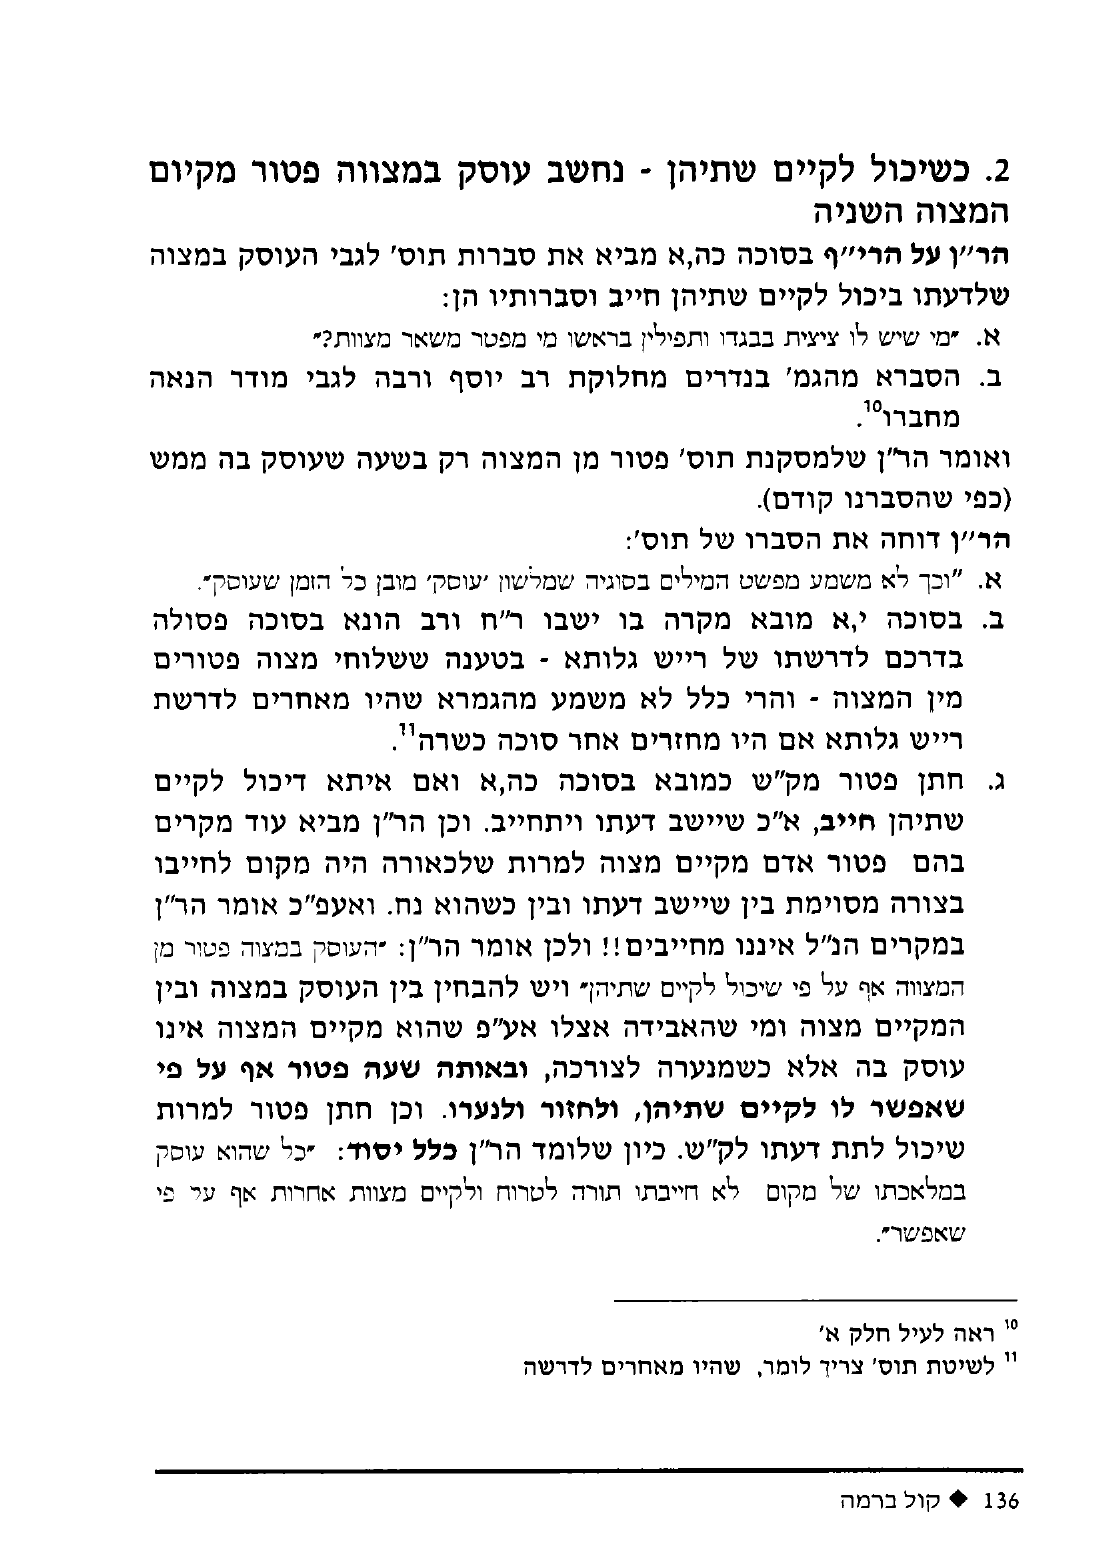 2. כשיכול לקיים שתיהן - נחשב עוסק במצווה פטור מקיום
המצוה השניה
הר״ן על הרי״ף בסוכה כה,א מביא את סברות תוס' לגבי העוסק במצוה
שלדעתו ביכול לקיים שתיהן חייב וסברותיו הן:
א. ״מי שיש לו ציצית בבגדו ותפילין בראשו מי מפטר משאר מצוות?״
ב. הסברא מהגמ' בנדרים מחלוקת רב יוסף ורבה לגבי מודר הנאה
מחברו10.
ואומר הר״ן שלמסקנת תוס' פטור מן המצוה רק בשעה שעוסק בה ממש
(כפי שהסברנו קודם).
הר״ן דוחה את הסברו של תוס':
א. "וכך לא משמע מפשט המילים בסוגיה שמלשון 'עוסק' מובן כל הזמן שעוסק״.
ב. בסוכה י,א מובא מקרה בו ישבו ר״ח ורב הונא בסוכה פסולה
בדרכם לדרשתו של רייש גלותא - בטענה ששלוחי מצוה פטורים
מין המצוה - והרי כלל לא משמע מהגמרא שהיו מאחרים לדרשת
רייש גלותא אם היו מחזרים אחר סוכה כשרה11.
ג. חתן פטור מק״ש כמובא בסוכה כה,א ואם איתא דיכול לקיים
שתיהן חייב, א״כ שיישב דעתו ויתחייב. וכן הר״ן מביא עוד מקרים
בהם פטור אדם מקיים מצוה למרות שלכאורה היה מקום לחייבו
בצורה מסוימת בין שיישב דעתו ובין כשהוא נח. ואעפ״כ אומר הר״ן
במקרים הנ״ל איננו מחייבים!! ולכן אומר הר״ן: ״העוסק במצוה פטור מן
המצווה אף על פי שיכול לקיים שתיהן״ ויש להבחין בין העוסק במצוה ובין
המקיים מצוה ומי שהאבידה אצלו אע״פ שהוא מקיים המצוה אינו
עוסק בה אלא כשמנערה לצורכה, ובאותה שעה פטור אף על פי
שאפשר לו לקיים שתיהן, ולחזור ולנערו. וכן חתן פטור למרות
שיכול לתת דעתו לק״ש. כיון שלומד הר״ן כלל יסוד: ״כל שהוא עוסק
במלאכתו של מקום לא חייבתו תורה לטרוח ולקיים מצוות אחרות אף על פי
שאפשר״.
10 ראה לעיל חלק א'
11 לשיטת תוס' צריך לומר, שהיו מאחרים לדרשה
136 ◆ קול ברמה